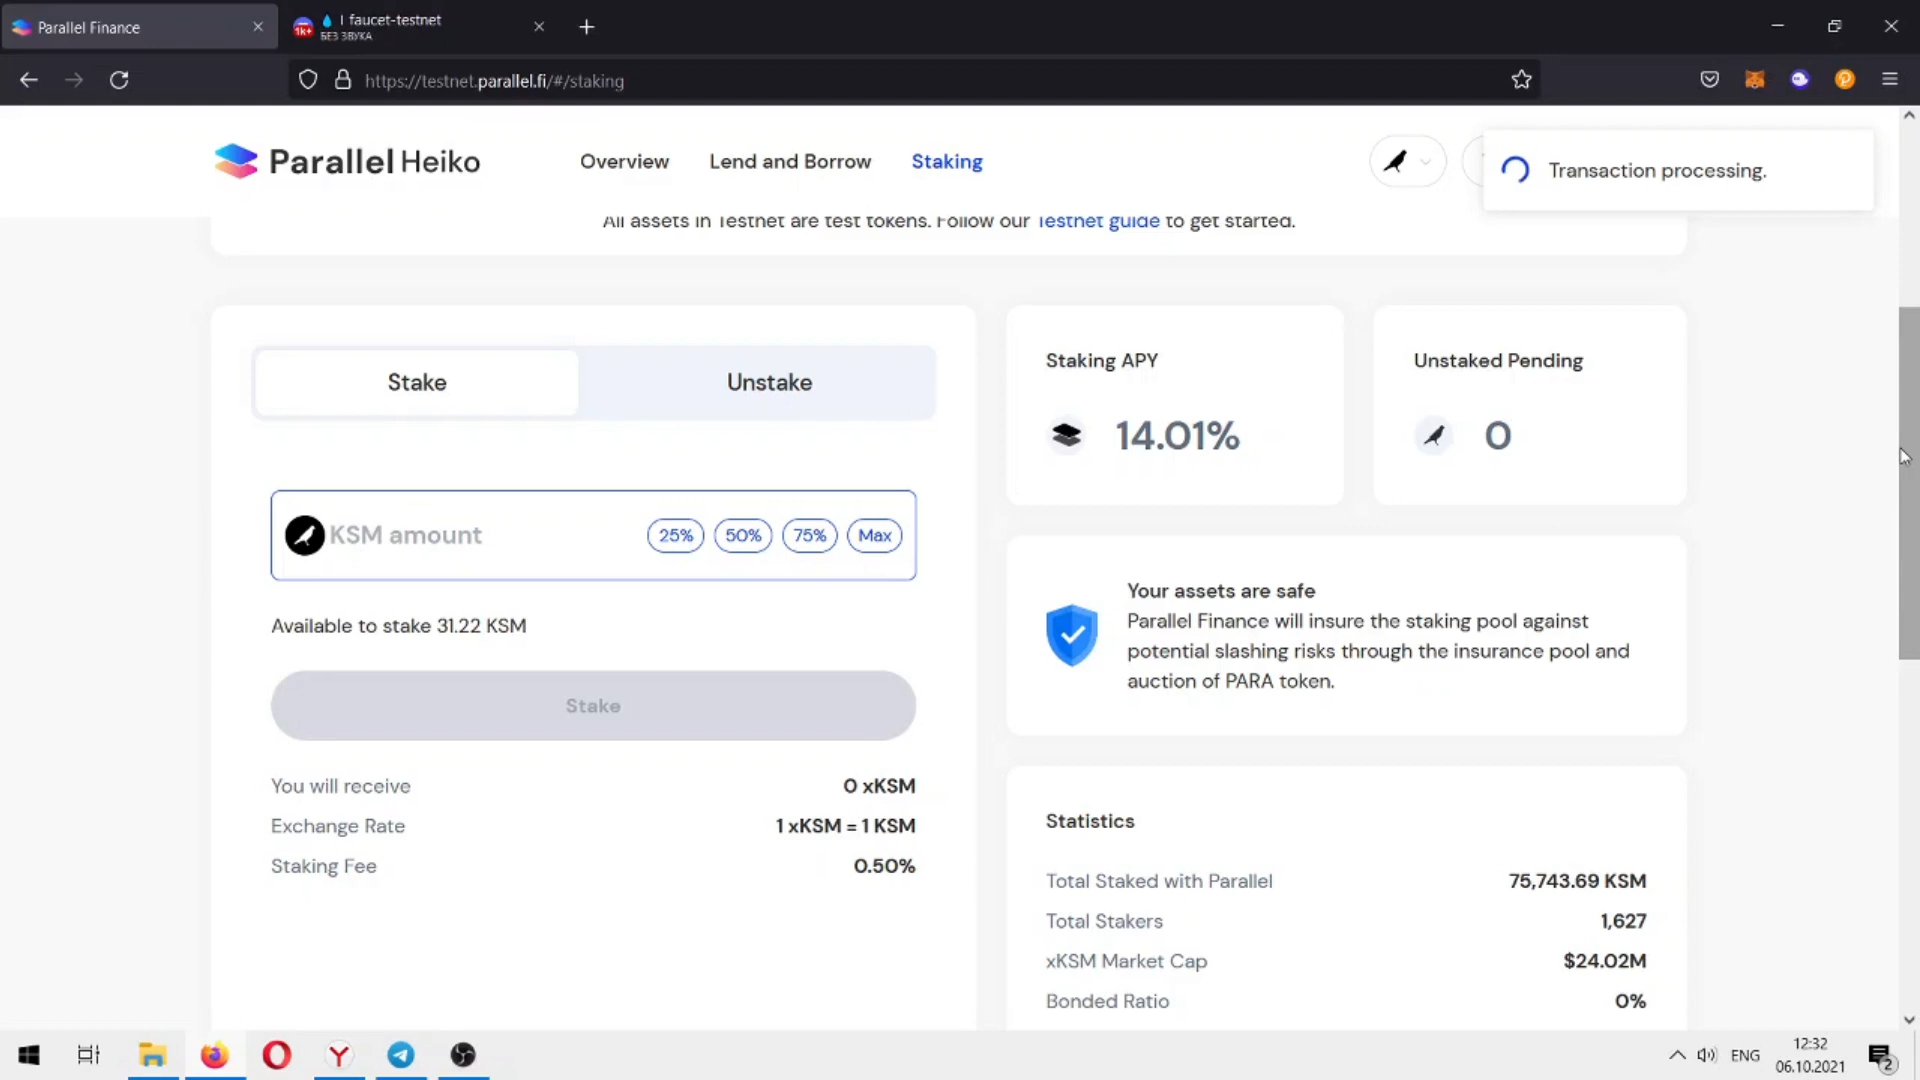 Parallel Finance
1k+
| faucet-testnet
БЕЗ ЗВУКА
https://testnet.parallel.fi/#/staking
Parallel Heiko
Overview
Lend and Borrow
Staking
Transaction processing.
All assets in Testnet are test tokens. Follow our Testnet guide to get started.
Stake
Unstake
KSM amount
25%
50%
75%
Max
Available to stake 31.22 KSM
Stake
You will receive
0 xKSM
Exchange Rate
1 xKSM = 1 KSM
Staking Fee
0.50%
Staking APY
14.01%
Unstaked Pending
0
Your assets are safe
Parallel Finance will insure the staking pool against
potential slashing risks through the insurance pool and
auction of PARA token.
Statistics
Total Staked with Parallel
75,743.69 KSM
Total Stakers
1,627
xKSM Market Cap
$24.02M
Bonded Ratio
0%
ENG
12:32
06.10.2021
2